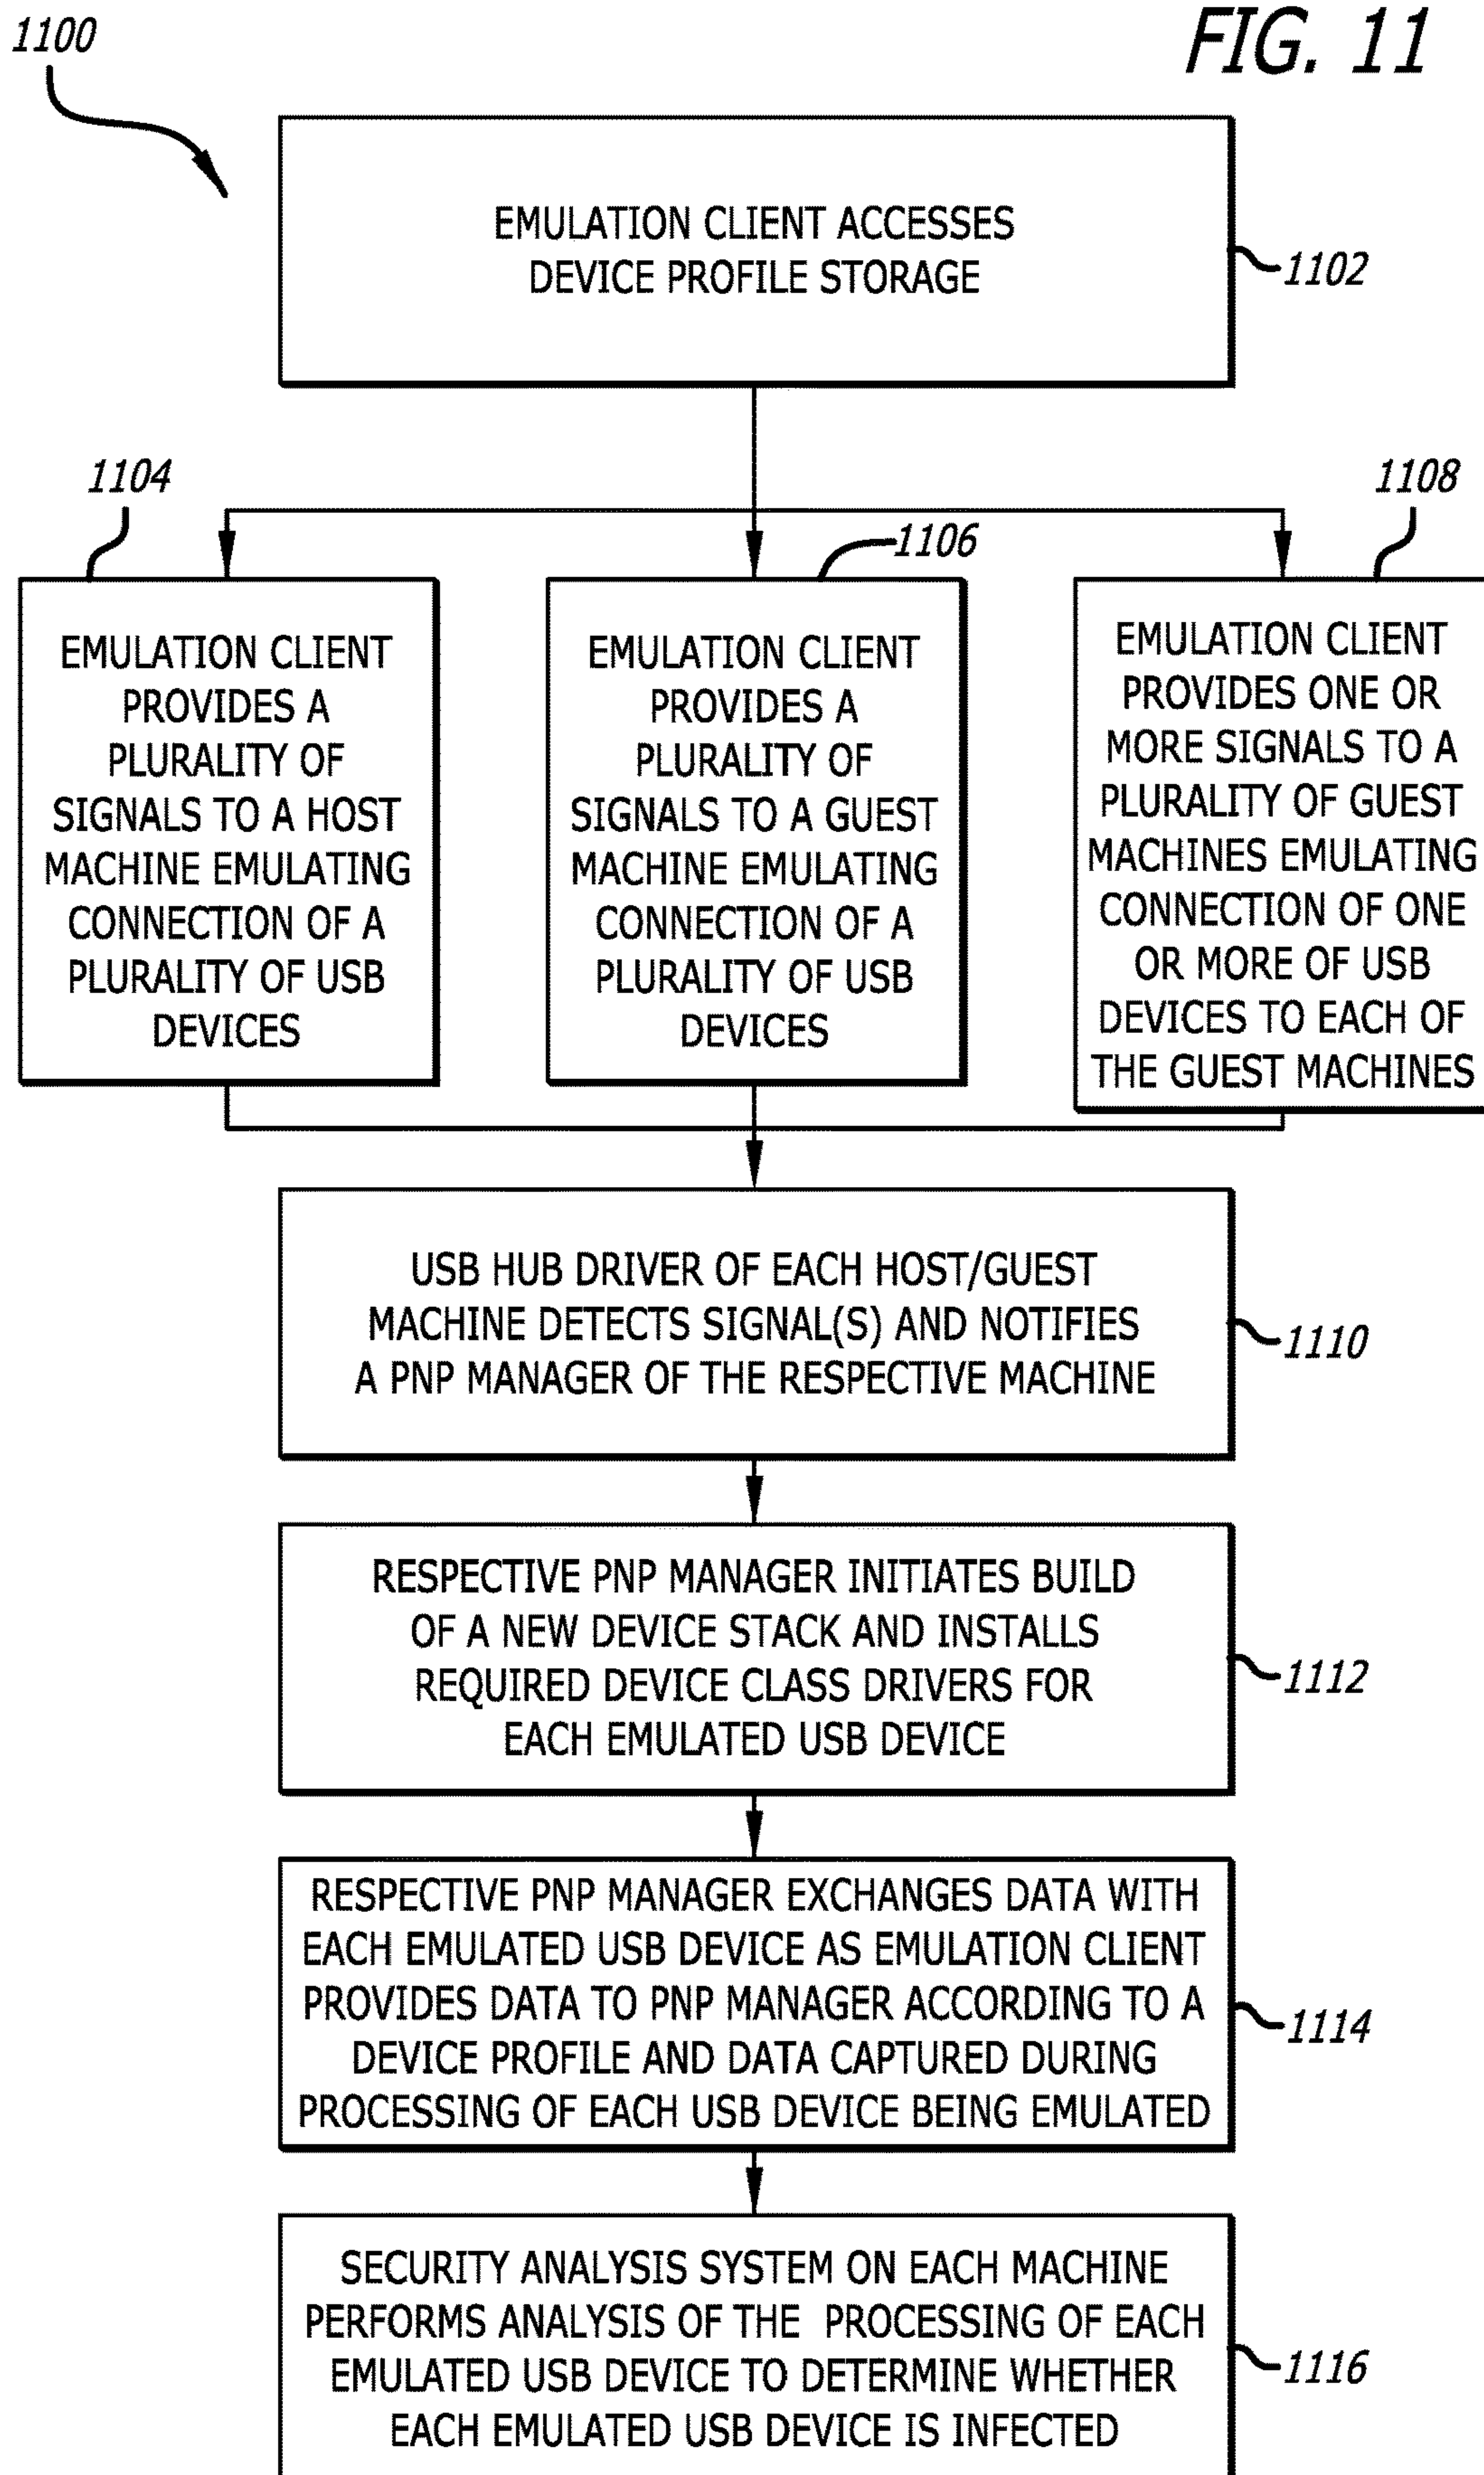 FIG. 11
1100
EMULATION CLIENT ACCESSES
DEVICE PROFILE STORAGE
1102
1104
EMULATION CLIENT
PROVIDES A
PLURALITY OF
SIGNALS TO A HOST
MACHINE EMULATING
CONNECTION OF A
PLURALITY OF USB
DEVICES
1106
EMULATION CLIENT
PROVIDES A
PLURALITY OF
SIGNALS TO A GUEST
MACHINE EMULATING
CONNECTION OF A
PLURALITY OF USB
DEVICES
1108
EMULATION CLIENT
PROVIDES ONE OR
MORE SIGNALS TO A
PLURALITY OF GUEST
MACHINES EMULATING
CONNECTION OF ONE
OR MORE OF USB
DEVICES TO EACH OF
THE GUEST MACHINES
USB HUB DRIVER OF EACH HOST/GUEST
MACHINE DETECTS SIGNAL(S) AND NOTIFIES
A PNP MANAGER OF THE RESPECTIVE MACHINE
1110
RESPECTIVE PNP MANAGER INITIATES BUILD
OF A NEW DEVICE STACK AND INSTALLS
REQUIRED DEVICE CLASS DRIVERS FOR
EACH EMULATED USB DEVICE
1112
RESPECTIVE PNP MANAGER EXCHANGES DATA WITH
EACH EMULATED USB DEVICE AS EMULATION CLIENT
PROVIDES DATA TO PNP MANAGER ACCORDING TO A
DEVICE PROFILE AND DATA CAPTURED DURING
PROCESSING OF EACH USB DEVICE BEING EMULATED
1114
SECURITY ANALYSIS SYSTEM ON EACH MACHINE
PERFORMS ANALYSIS OF THE PROCESSING OF EACH
EMULATED USB DEVICE TO DETERMINE WHETHER
EACH EMULATED USB DEVICE IS INFECTED
1116